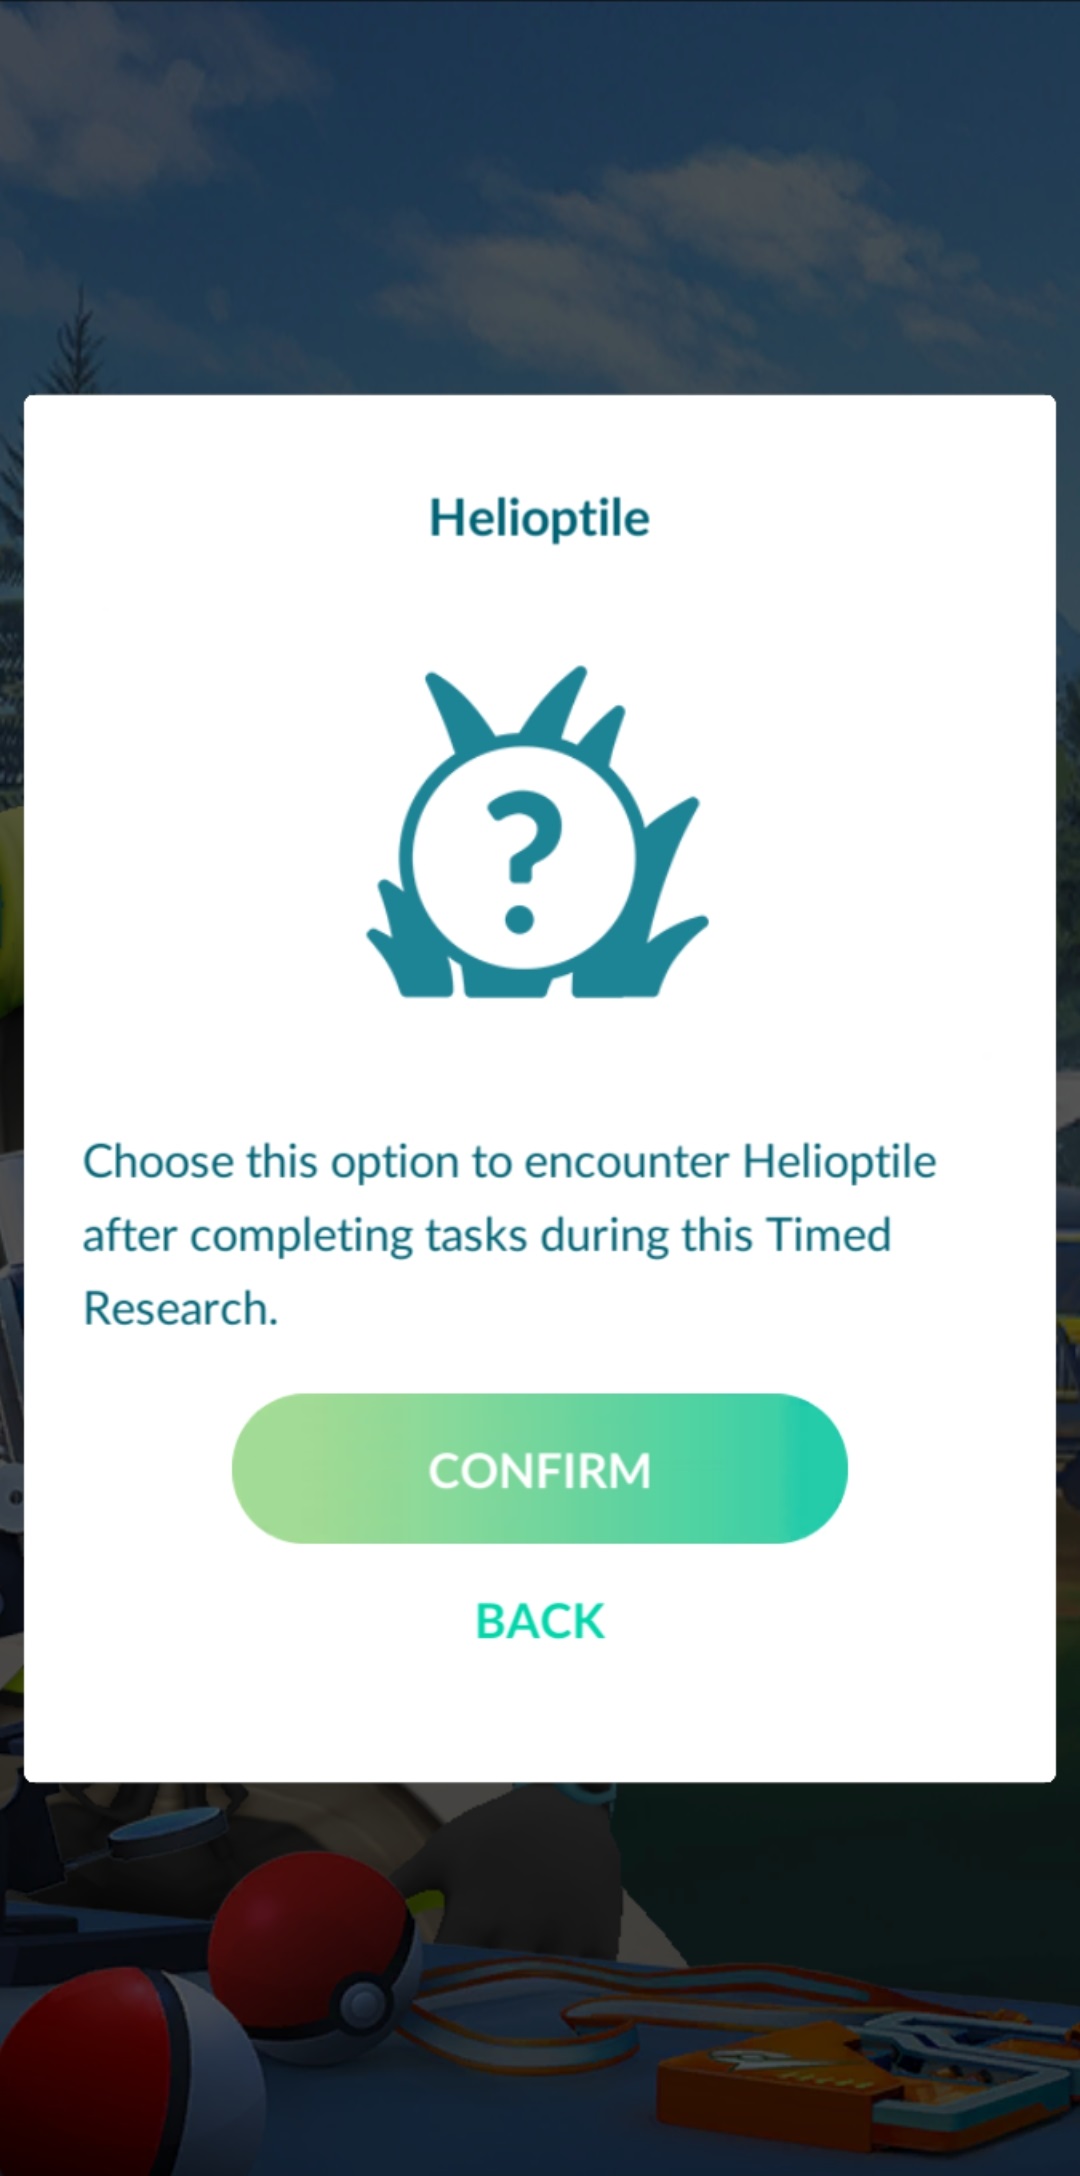 Helioptile
?
Choose this option to encounter Helioptile
after completing tasks during this Timed
Research.
CONFIRM
BACK